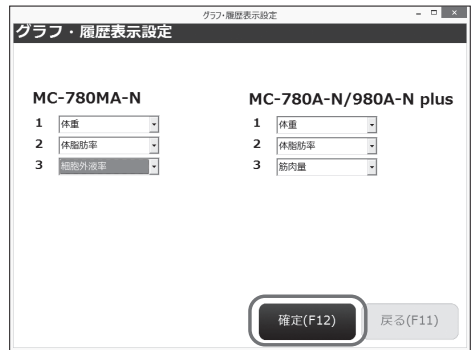 グラフ・履歴表示設定
グラフ・履歴表示設定
MC-780MA-N
1 体重
2 体脂肪率
3 細胞外液率
MC-780A-N/980A-N plus
1 体重
2 体脂肪率
3 筋肉量
確定(F12)
戻る(F11)